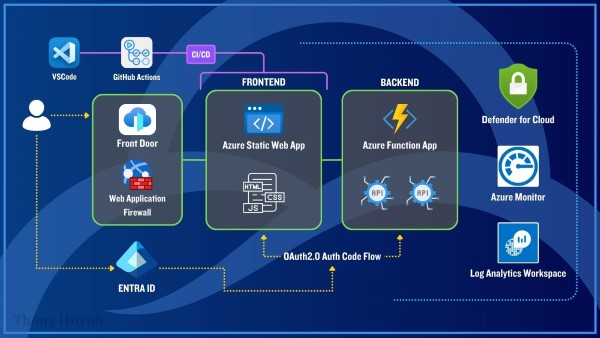 VSCode
GitHub Actions
CI/CD
FRONTEND
BACKEND
Front Door
Web Application
Firewall
Azure Static Web App
</>
HTML
CSS
JS
Azure Function App
API
API
Defender for Cloud
Azure Monitor
Log Analytics Workspace
OAuth2.0 Auth Code Flow
ENTRA ID
Thang Huynh